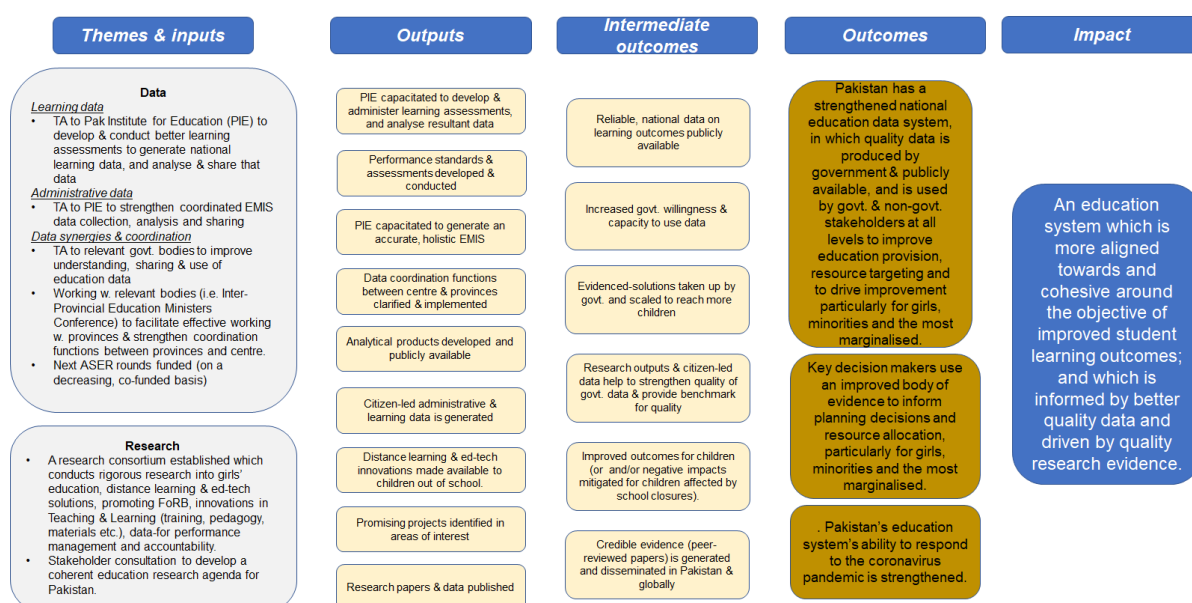 Themes & inputs
Outputs
Intermediate
outcomes
Outcomes
Impact
Data
Learning data
• TA to Pak Institute for Education (PIE) to
develop & conduct better learning
assessments to generate national
learning data, and analyse & share that
data
Administrative data
• TA to PIE to strengthen coordinated EMIS
data collection, analysis and sharing
Data synergies & coordination
• TA to relevant govt. bodies to improve
understanding, sharing & use of
education data
• Working w. relevant bodies (i.e. Inter-
Provincial Education Ministers
Conference) to facilitate effective working
w. provinces & strengthen coordination
functions between provinces and centre.
• Next ASER rounds funded (on a
decreasing, co-funded basis)
Research
• A research consortium established which
conducts rigorous research into girls'
education, distance learning & ed-tech
solutions, promoting FoRB, innovations in
Teaching & Learning (training, pedagogy,
materials etc.), data-for performance
management and accountability.
• Stakeholder consultation to develop a
coherent education research agenda for
Pakistan.
PIE capacitated to develop &
administer learning assessments,
and analyse resultant data
Performance standards &
assessments developed &
conducted
PIE capacitated to generate an
accurate, holistic EMIS
Data coordination functions
between centre & provinces
clarified & implemented
Analytical products developed and
publicly available
Citizen-led administrative &
learning data is generated
Distance learning & ed-tech
innovations made available to
children out of school.
Promising projects identified in
areas of interest
Research papers & data published
Reliable, national data on
learning outcomes publicly
available
Increased govt. willingness &
capacity to use data
Evidenced-solutions taken up by
govt. and scaled to reach more
children
Research outputs & citizen-led
data help to strengthen quality of
govt. data & provide benchmark
for quality
Improved outcomes for children
(or and/or negative impacts
mitigated for children affected by
school closures).
Credible evidence (peer-
reviewed papers) is generated
and disseminated in Pakistan &
globally
Pakistan has a
strengthened national
education data system,
in which quality data is
produced by
government & publicly
available, and is used
by govt. & non-govt.
stakeholders at all
levels to improve
education provision,
resource targeting and
to drive improvement
particularly for girls,
minorities and the most
marginalised.
Key decision makers use
an improved body of
evidence to inform
planning decisions and
resource allocation,
particularly for girls,
minorities and the most
marginalised.
. Pakistan's education
system's ability to respond
to the coronavirus
pandemic is strengthened.
An education
system which is
more aligned
towards and
cohesive around
the objective of
improved student
learning outcomes;
and which is
informed by better
quality data and
driven by quality
research evidence.